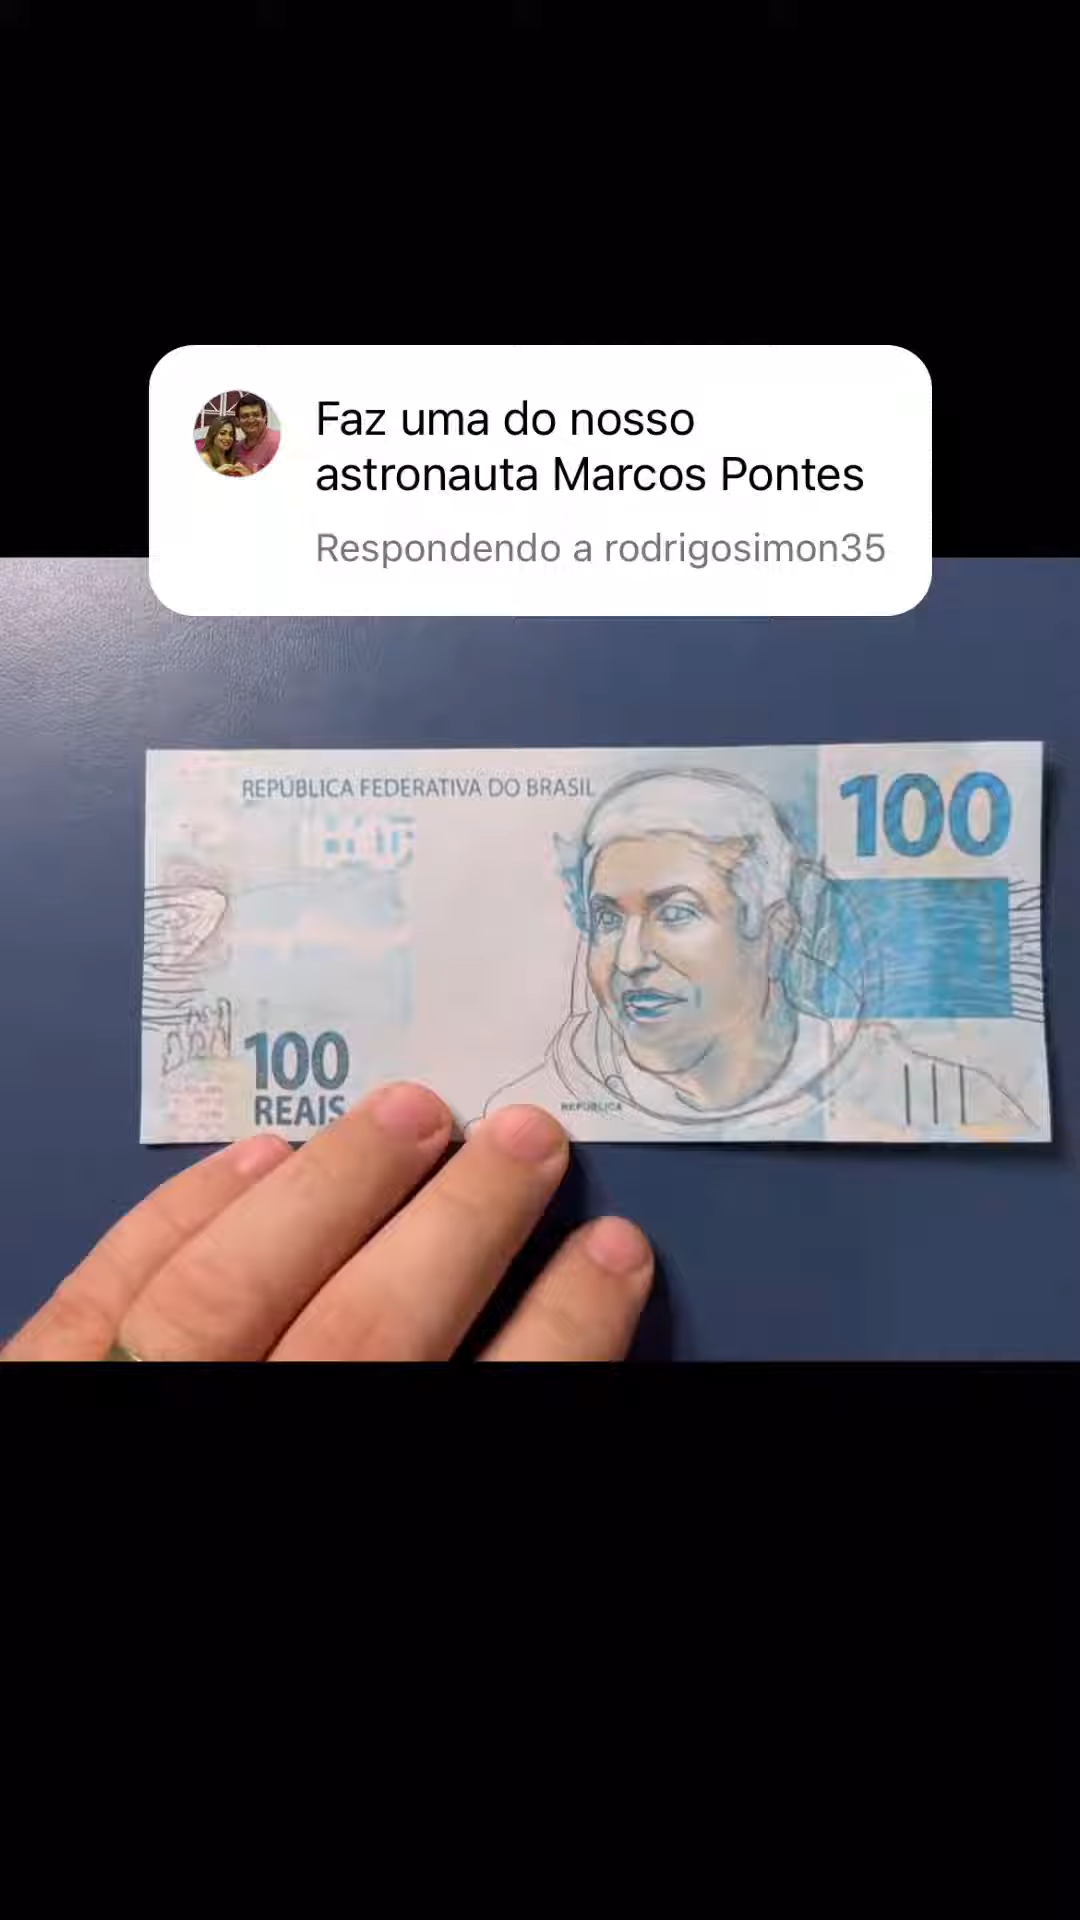 Faz uma do nosso
astronauta Marcos Pontes
Respondendo a rodrigosimon35
REPÚBLICA FEDERATIVA DO BRASIL
100
100
REAIS
REPÚBLICA